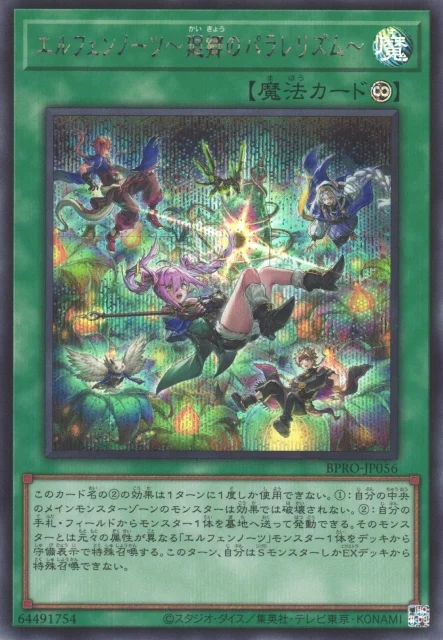 エルフェンノーツ～邂逅のパラレリズム～
【魔法カード】
BPRO-JP056
このカード名の②の効果は1ターンに1度しか使用できない。①：自分の中央
のメインモンスターゾーンのモンスターは効果では破壊されない。②：自分の
手札・フィールドからモンスター1体を墓地へ送って発動できる。そのモンス
ターとは元々の属性が異なる「エルフェンノーツ」モンスター1体をデッキから
守備表示で特殊召喚する。このターン、自分はSモンスターしかEXデッキから
特殊召喚できない。
64491754
©スタジオ・ダイス／集英社・テレビ東京・KONAMI